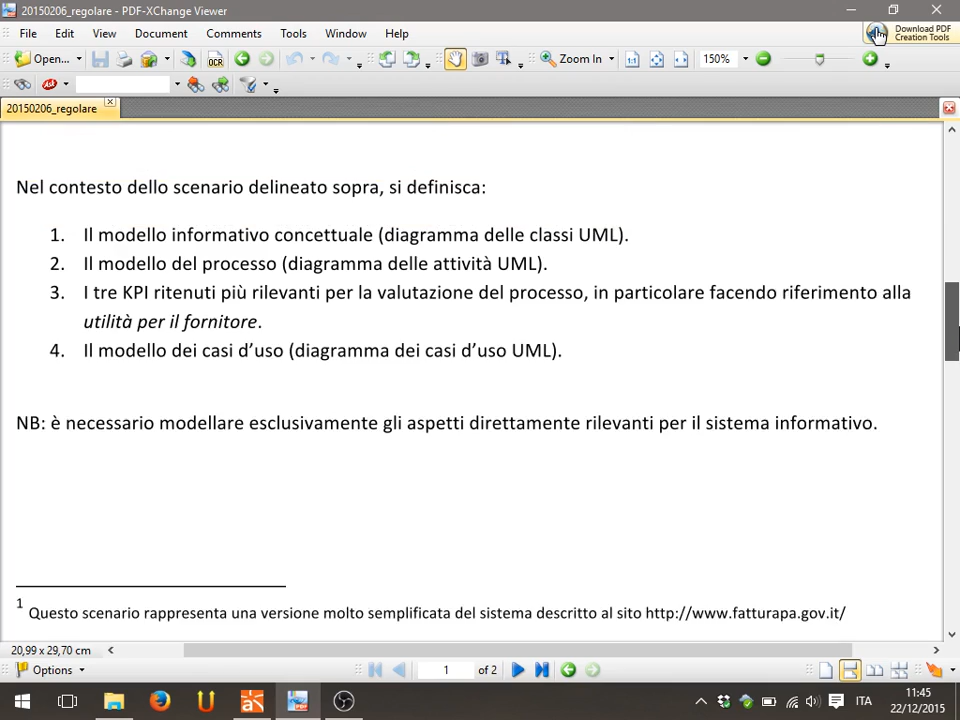 20150206_regolare - PDF-XChange Viewer
File Edit View Document Comments Tools Window Help
Download PDF
Creation Tools
Open... OCR Zoom In 1:1 150%
20150206_regolare
Nel contesto dello scenario delineato sopra, si definisca:
1. Il modello informativo concettuale (diagramma delle classi UML).
2. Il modello del processo (diagramma delle attività UML).
3. I tre KPI ritenuti più rilevanti per la valutazione del processo, in particolare facendo riferimento alla
utilità per il fornitore.
4. Il modello dei casi d’uso (diagramma dei casi d’uso UML).
NB: è necessario modellare esclusivamente gli aspetti direttamente rilevanti per il sistema informativo.
1 Questo scenario rappresenta una versione molto semplificata del sistema descritto al sito http://www.fatturapa.gov.it/
20,99 x 29,70 cm
Options 1 of 2
ITA 11:45
22/12/2015